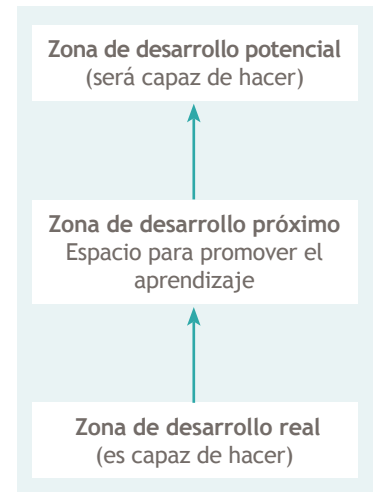 Zona de desarrollo potencial
(será capaz de hacer)
Zona de desarrollo próximo
Espacio para promover el
aprendizaje
Zona de desarrollo real
(es capaz de hacer)